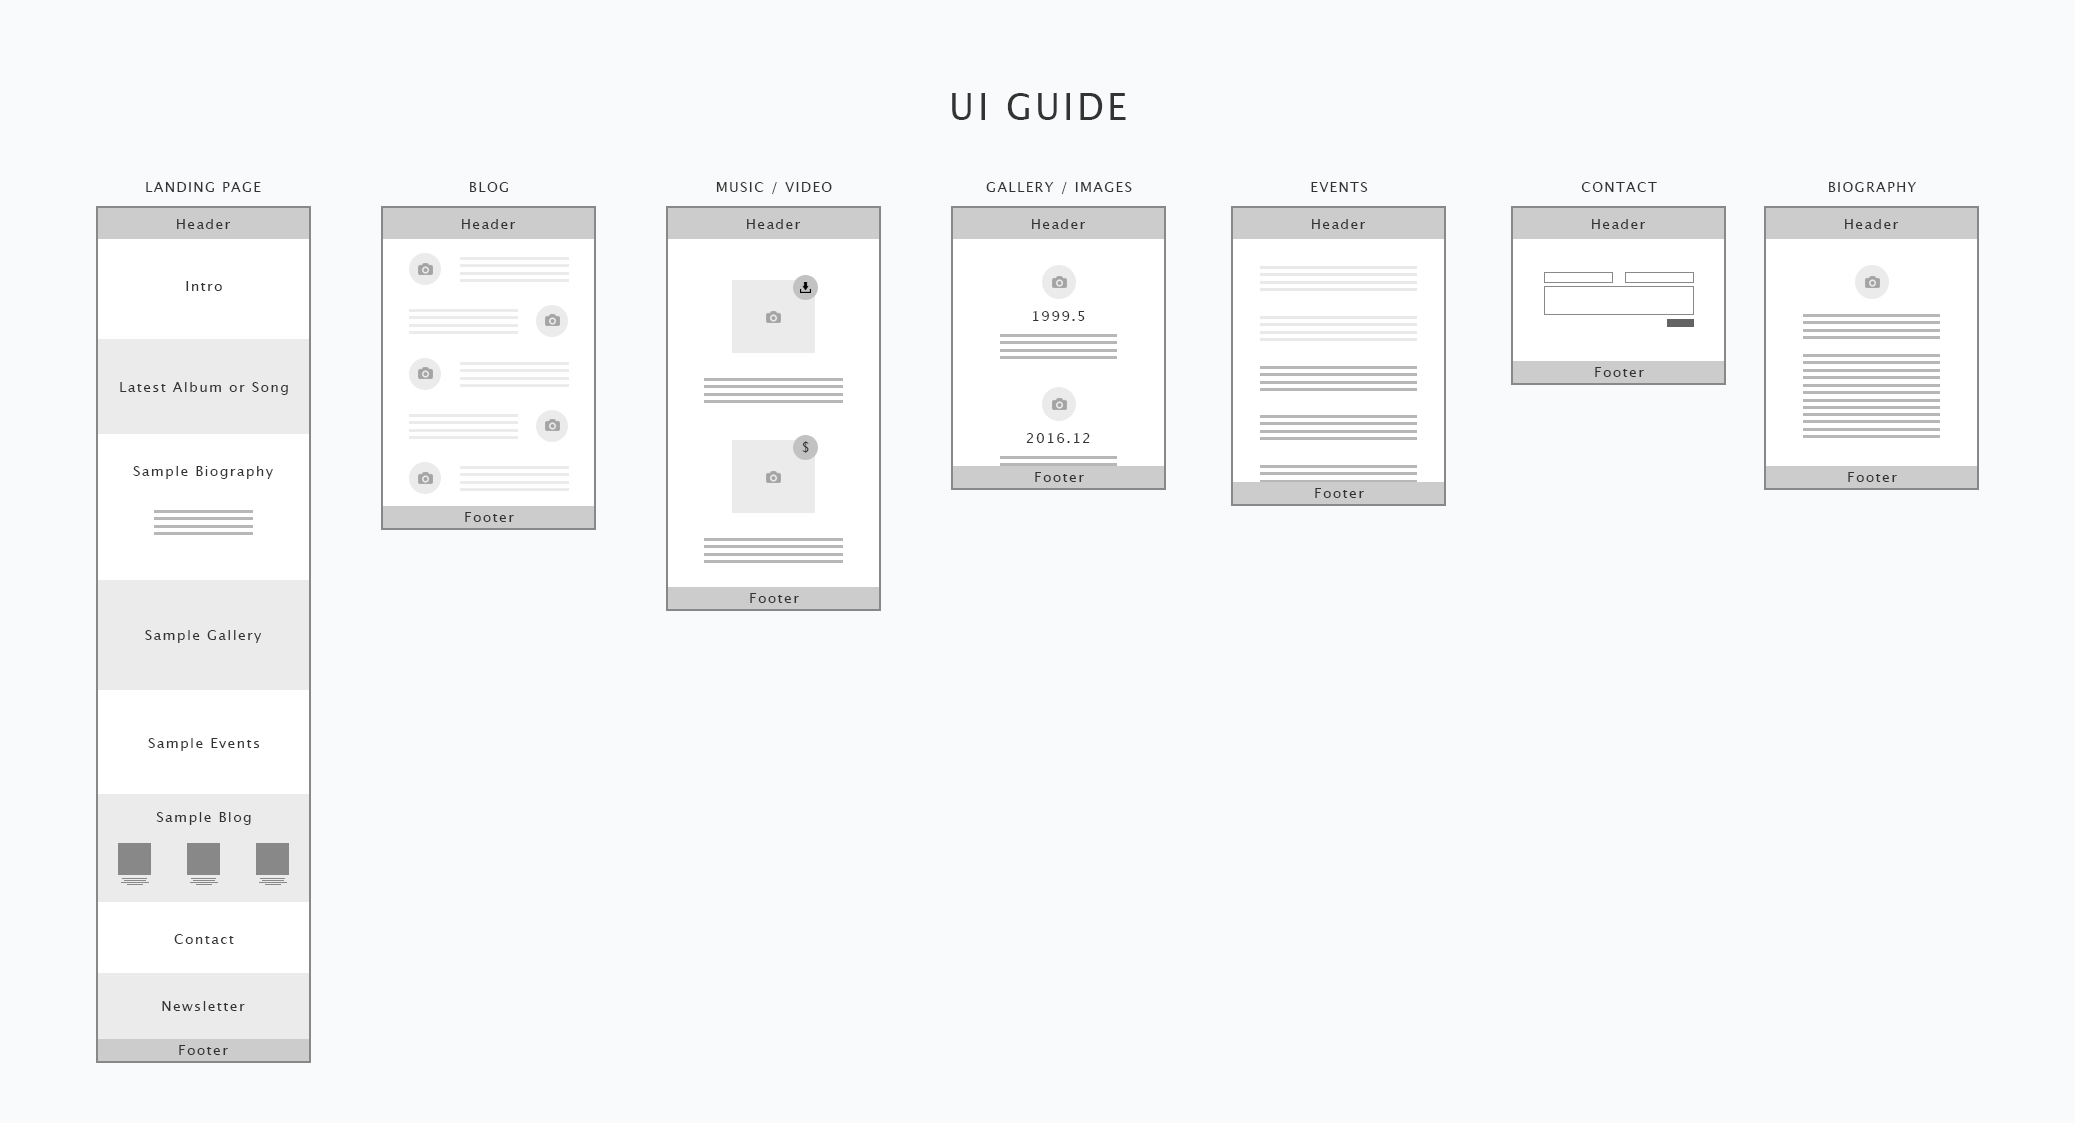 UI GUIDE
LANDING PAGE
Header
Intro
Latest Album or Song
Sample Biography
Sample Gallery
Sample Events
Sample Blog
Contact
Newsletter
Footer
BLOG
Header
Footer
MUSIC / VIDEO
Header
$
Footer
GALLERY / IMAGES
Header
1999.5
2016.12
Footer
EVENTS
Header
Footer
CONTACT
Header
Footer
BIOGRAPHY
Header
Footer